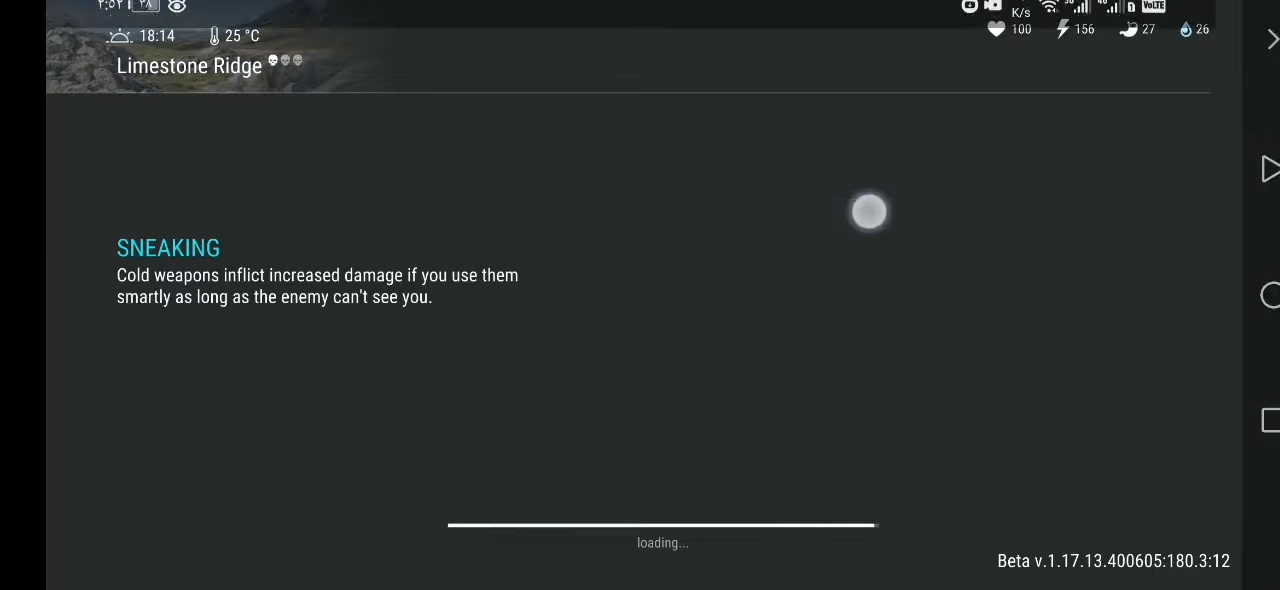 K/s
VoLTE
18:14 25 °C
100 156 27 26
Limestone Ridge
SNEAKING
Cold weapons inflict increased damage if you use them
smartly as long as the enemy can't see you.
loading...
Beta v.1.17.13.400605:180.3:12